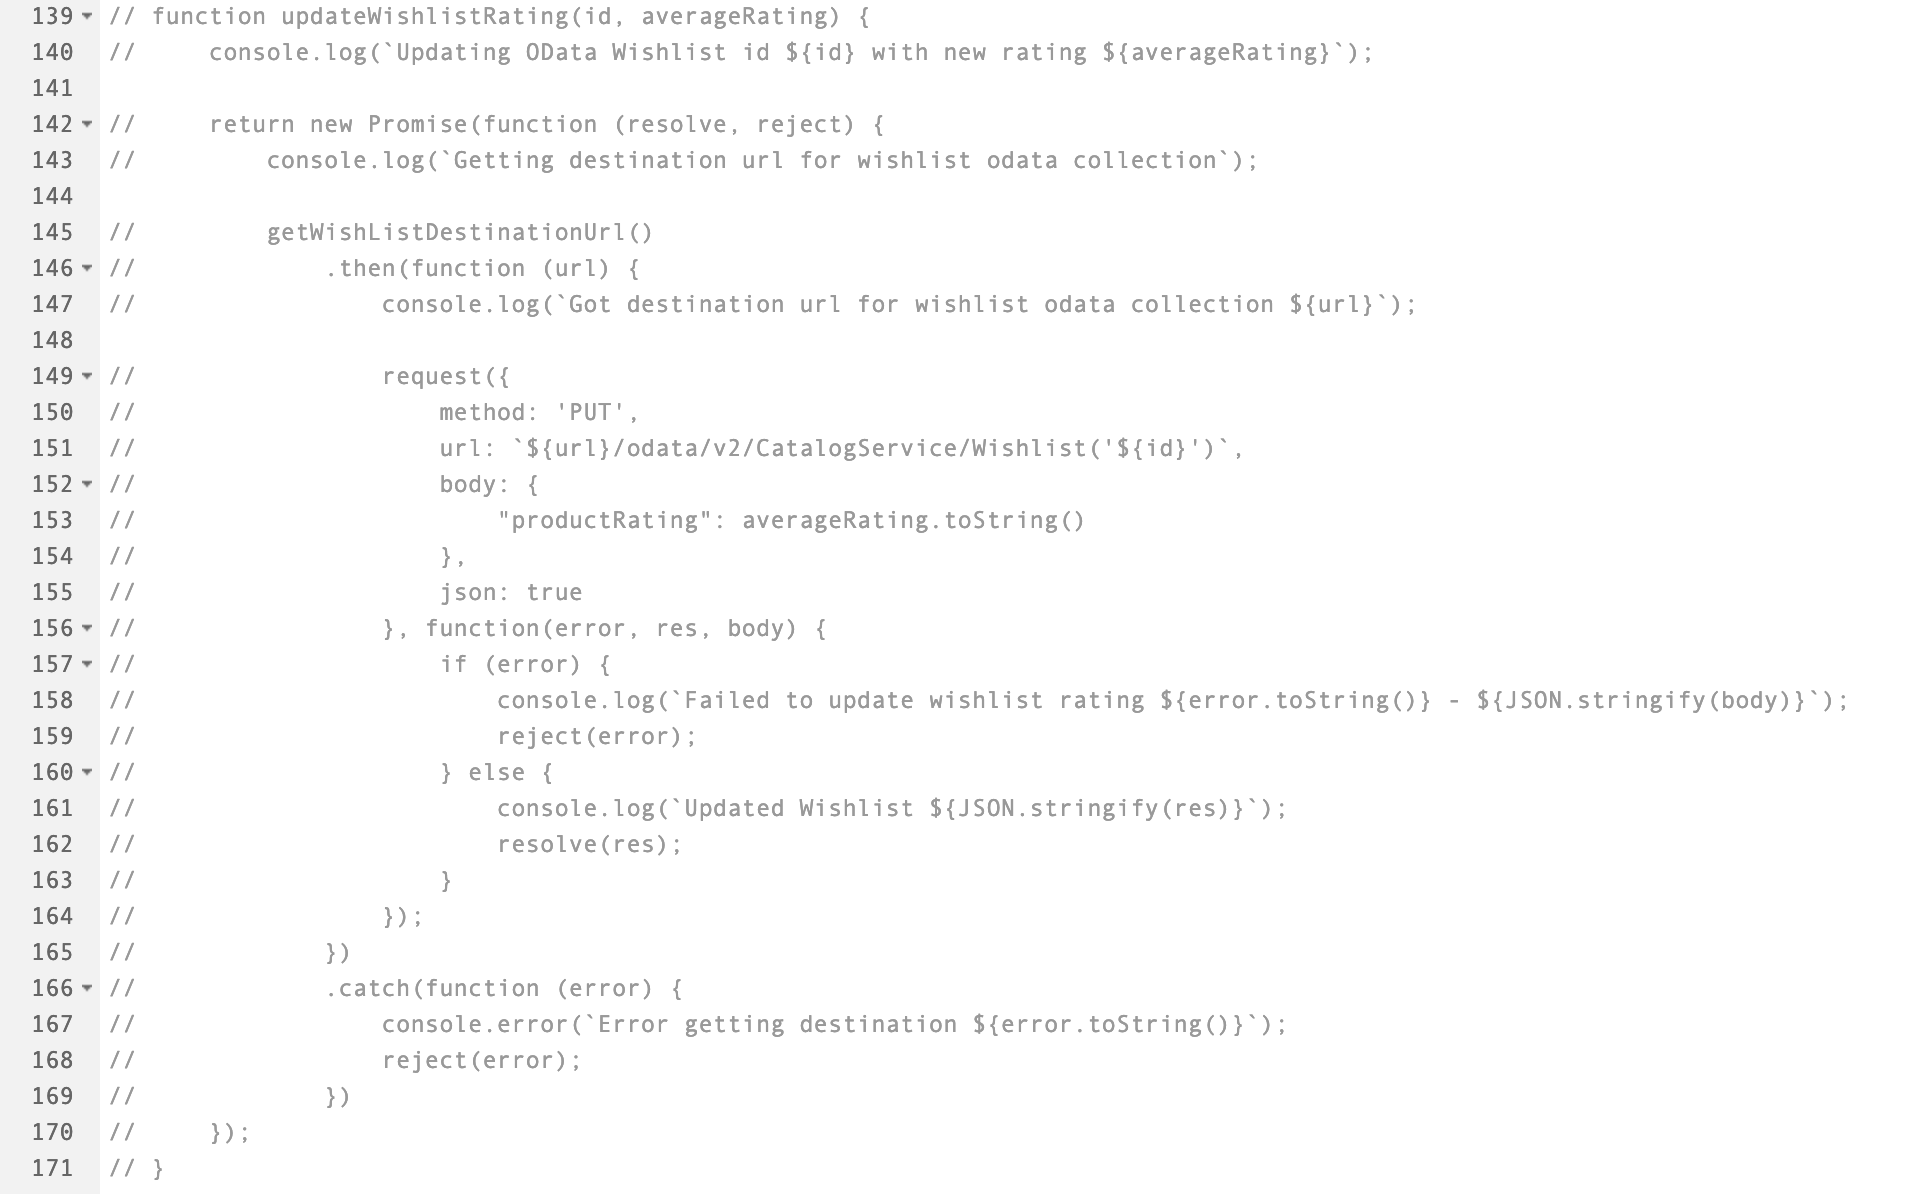 139 // function updateWishlistRating(id, averageRating) {
140 //     console.log(`Updating OData Wishlist id ${id} with new rating ${averageRating}`);
141
142 //     return new Promise(function (resolve, reject) {
143 //         console.log(`Getting destination url for wishlist odata collection`);
144
145 //         getWishListDestinationUrl()
146 //             .then(function (url) {
147 //                 console.log(`Got destination url for wishlist odata collection ${url}`);
148
149 //                 request({
150 //                     method: 'PUT',
151 //                     url: `${url}/odata/v2/CatalogService/Wishlist('${id}')`,
152 //                     body: {
153 //                         "productRating": averageRating.toString()
154 //                     },
155 //                     json: true
156 //                 }, function(error, res, body) {
157 //                     if (error) {
158 //                         console.log(`Failed to update wishlist rating ${error.toString()} - ${JSON.stringify(body)}`);
159 //                         reject(error);
160 //                     } else {
161 //                         console.log(`Updated Wishlist ${JSON.stringify(res)}`);
162 //                         resolve(res);
163 //                     }
164 //                 });
165 //             })
166 //             .catch(function (error) {
167 //                 console.error(`Error getting destination ${error.toString()}`);
168 //                 reject(error);
169 //             })
170 //     });
171 // }